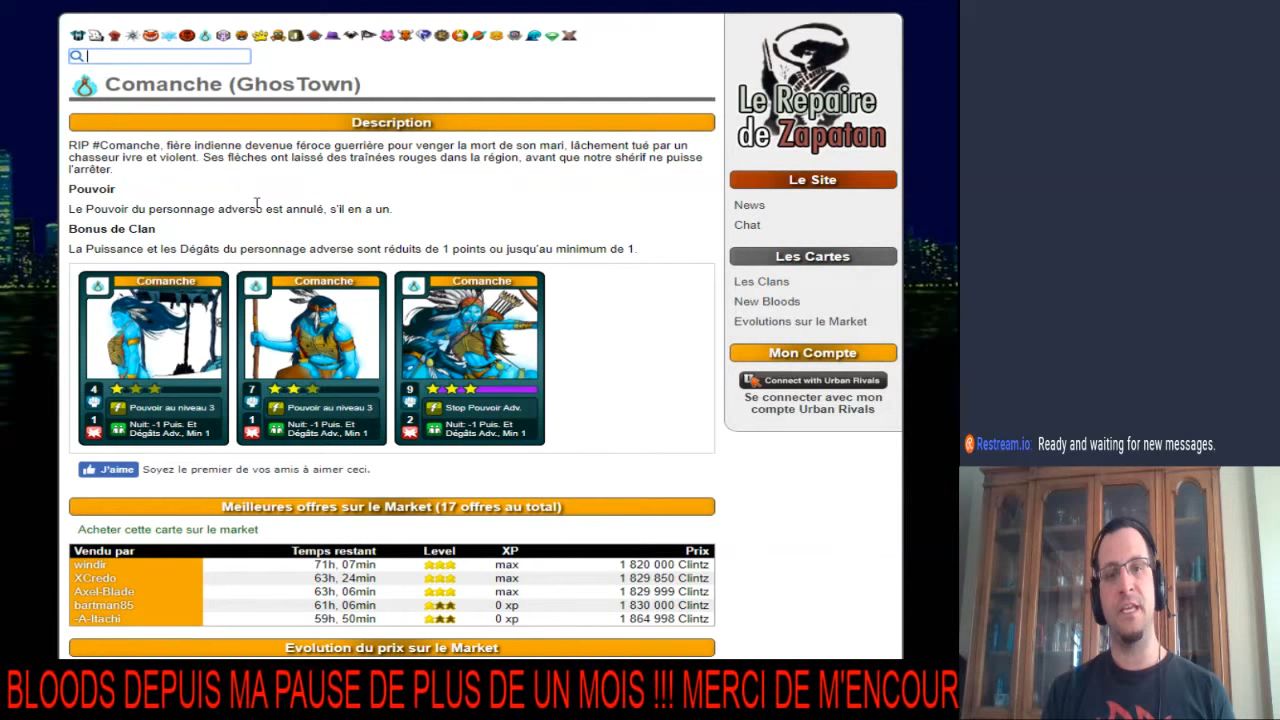 Comanche (GhosTown)
Description
RIP #Comanche, fière indienne devenue féroce guerrière pour venger la mort de son mari, lâchement tué par un
chasseur ivre et violent. Ses flêches ont laissé des traînées rouges dans la région, avant que notre shérif ne puisse
l'arrêter.
Pouvoir
Le Pouvoir du personnage adverse est annulé, s'il en a un.
Bonus de Clan
La Puissance et les Dégâts du personnage adverse sont réduits de 1 points ou jusqu'au minimum de 1.
Comanche
4
1
Pouvoir au niveau 3
Nuit: -1 Puis. Et
Dégâts Adv., Min 1
Comanche
7
1
Pouvoir au niveau 3
Nuit: -1 Puis. Et
Dégâts Adv., Min 1
Comanche
9
2
Stop Pouvoir Adv.
Nuit: -1 Puis. Et
Dégâts Adv., Min 1
J'aime Soyez le premier de vos amis à aimer ceci.
Meilleures offres sur le Market (17 offres au total)
Acheter cette carte sur le market
Vendu par Temps restant Level XP Prix
windir 71h, 07min max 1 820 000 Clintz
XCredo 63h, 24min max 1 829 850 Clintz
Axel-Blade 63h, 06min max 1 829 999 Clintz
bartman85 61h, 06min 0 xp 1 830 000 Clintz
-A-Itachi 59h, 50min 0 xp 1 864 998 Clintz
Evolution du prix sur le Market
Le Repaire
de Zapatan
Le Site
News
Chat
Les Cartes
Les Clans
New Bloods
Evolutions sur le Market
Mon Compte
Connect with Urban Rivals
Se connecter avec mon
compte Urban Rivals
Restream.io: Ready and waiting for new messages.
BLOODS DEPUIS MA PAUSE DE PLUS DE UN MOIS !!! MERCI DE M'ENCOUR